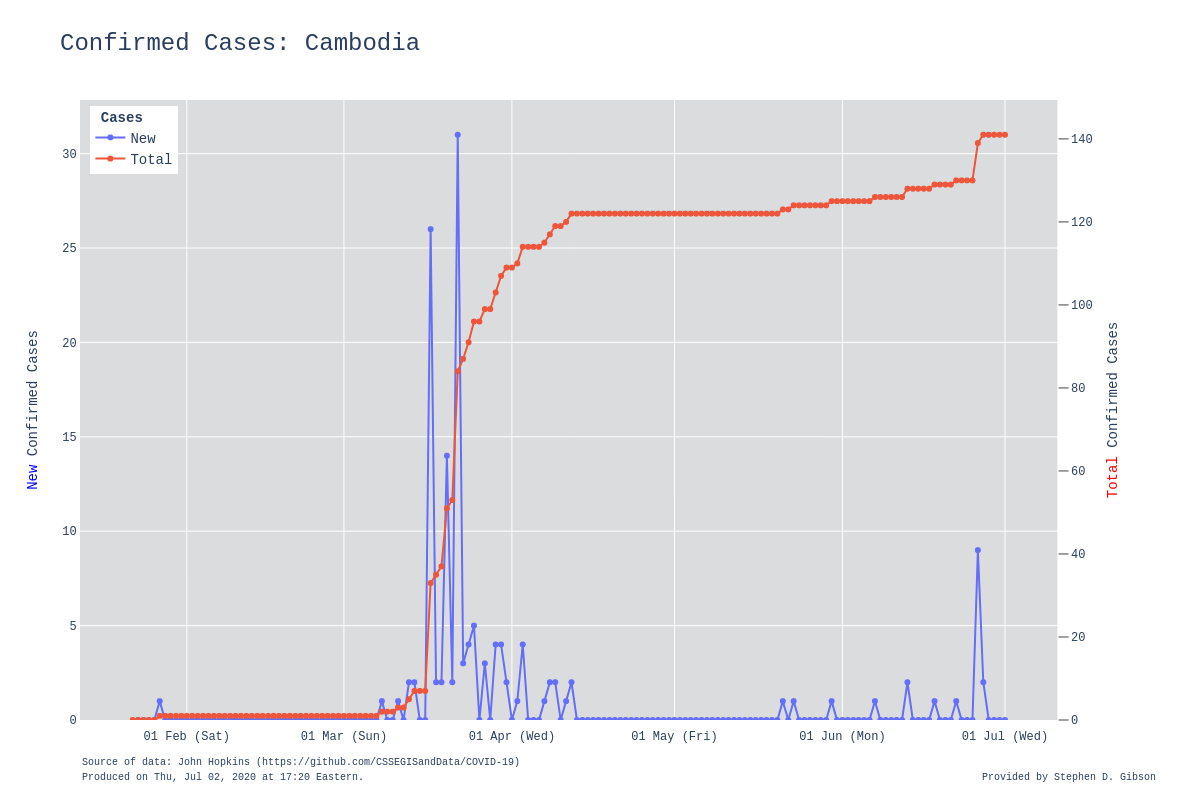 Confirmed Cases: Cambodia
Cases
New
Total
30
25
20
15
10
5
0
140
120
100
80
60
40
20
0
New Confirmed Cases
Total Confirmed Cases
01 Feb (Sat)
01 Mar (Sun)
01 Apr (Wed)
01 May (Fri)
01 Jun (Mon)
01 Jul (Wed)
Source of data: John Hopkins (https://github.com/CSSEGISandData/COVID-19)
Produced on Thu, Jul 02, 2020 at 17:20 Eastern.
Provided by Stephen D. Gibson